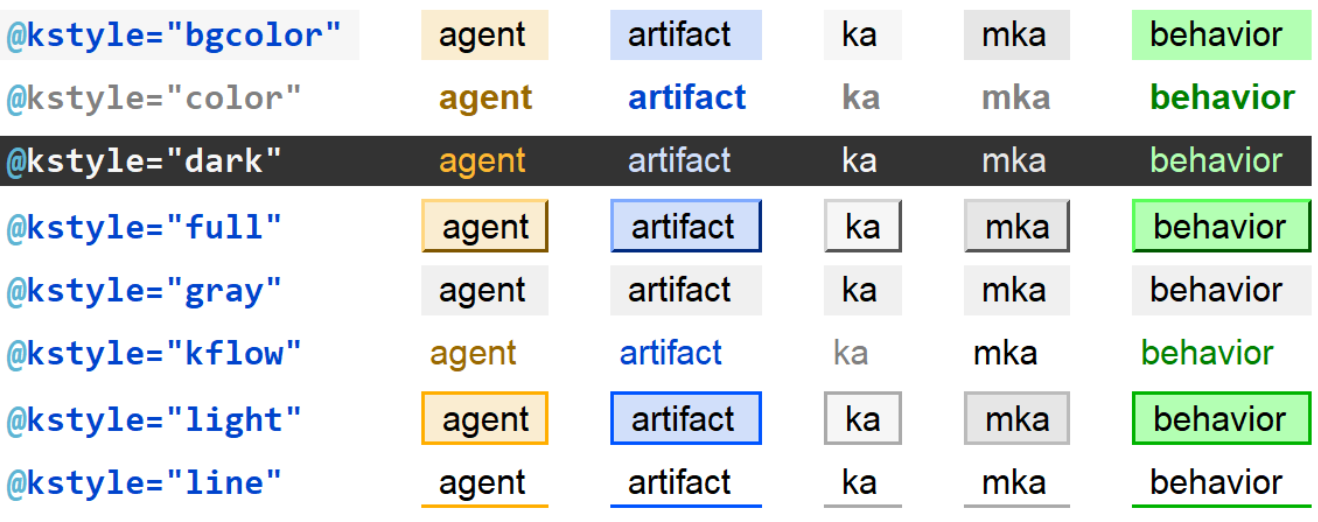 @kstyle="bgcolor" agent artifact ka mka behavior
@kstyle="color" agent artifact ka mka behavior
@kstyle="dark" agent artifact ka mka behavior
@kstyle="full" agent artifact ka mka behavior
@kstyle="gray" agent artifact ka mka behavior
@kstyle="kflow" agent artifact ka mka behavior
@kstyle="light" agent artifact ka mka behavior
@kstyle="line" agent artifact ka mka behavior